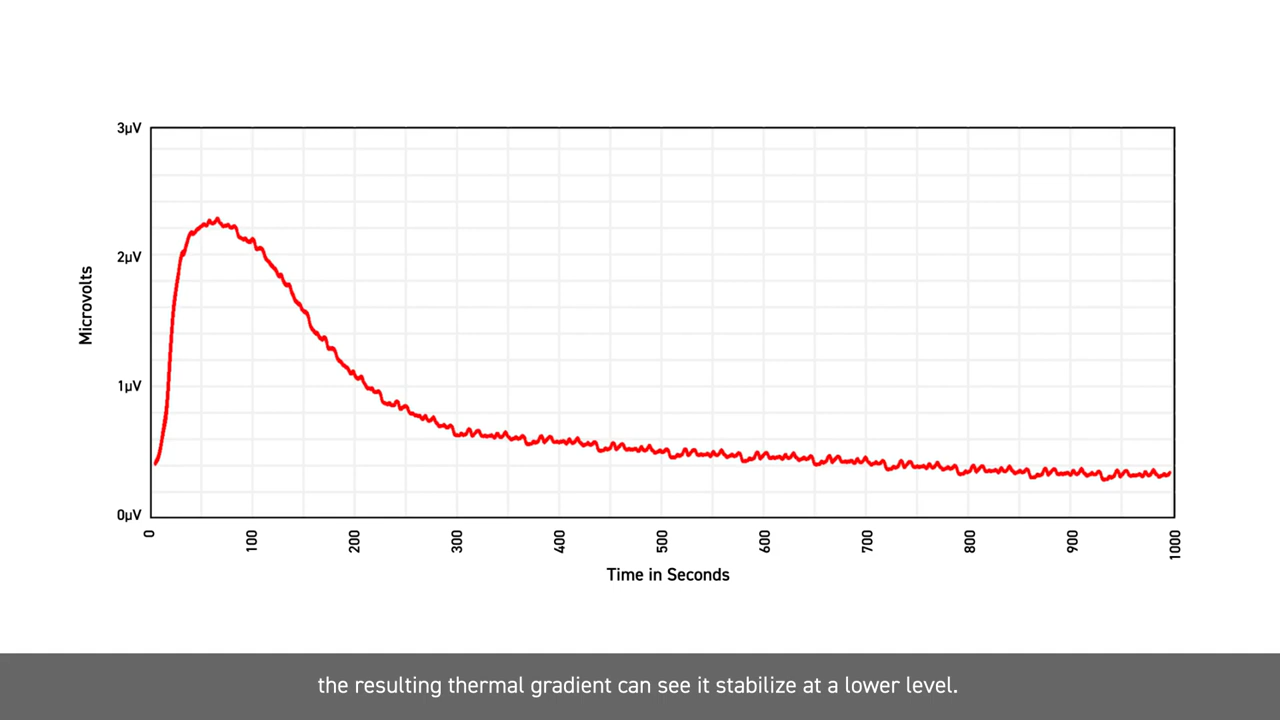 3µV
2µV
1µV
0µV
Microvolts
0 100 200 300 400 500 600 700 800 900 1000
Time in Seconds
the resulting thermal gradient can see it stabilize at a lower level.